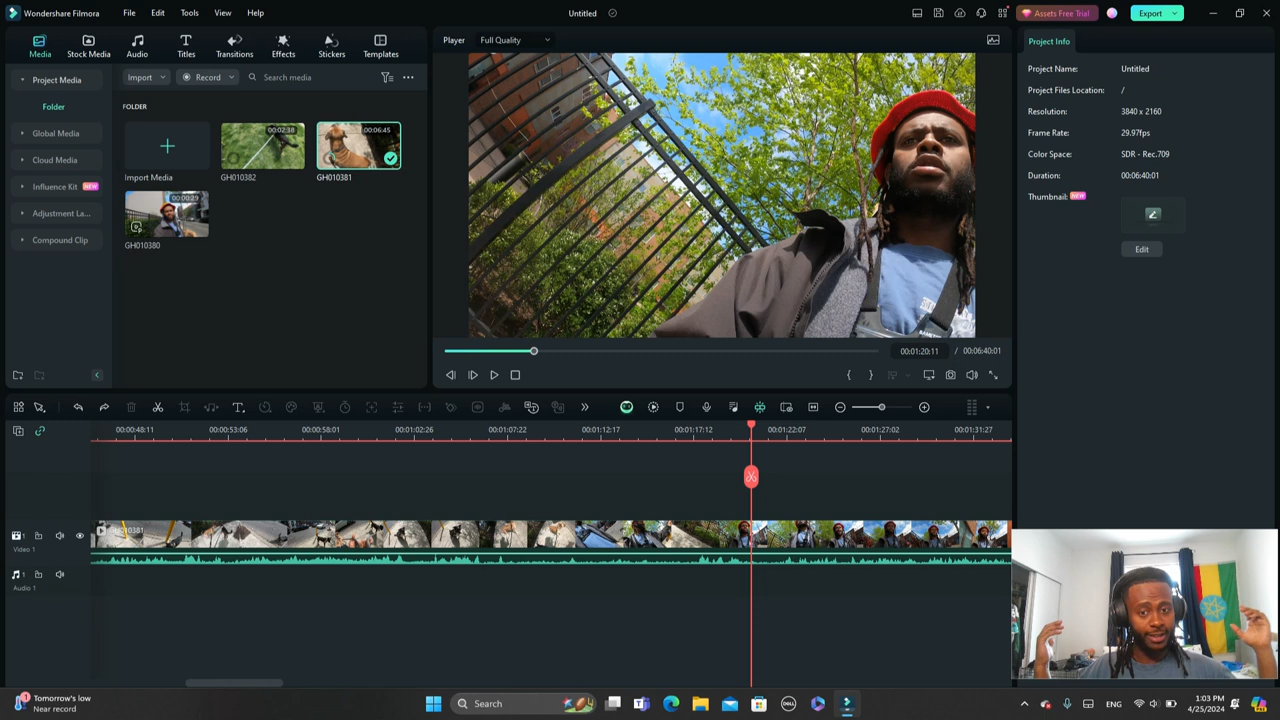 Wondershare Filmora File Edit Tools View Help Untitled Assets Free Trial Export
Media Stock Media Audio Titles Transitions Effects Stickers Templates
Player Full Quality
Project Info
Project Media
Folder
Global Media
Cloud Media
Influence Kit NEW
Adjustment La...
Compound Clip
Import Record Search media
FOLDER
Import Media
00:02:38
GH010382
00:06:45
GH010381
00:00:29
GH010380
00:01:20:11 / 00:06:40:01
Project Name: Untitled
Project Files Location: /
Resolution: 3840 x 2160
Frame Rate: 29.97fps
Color Space: SDR - Rec.709
Duration: 00:06:40:01
Thumbnail: NEW
Edit
00:00:48:11 00:00:53:06 00:00:58:01 00:01:02:26 00:01:07:22 00:01:12:17 00:01:17:12 00:01:22:07 00:01:27:02 00:01:31:27
1
Video 1
GH010381
1
Audio 1
1
Tomorrow's low
Near record
Search
DELL
ENG
1:03 PM
4/25/2024